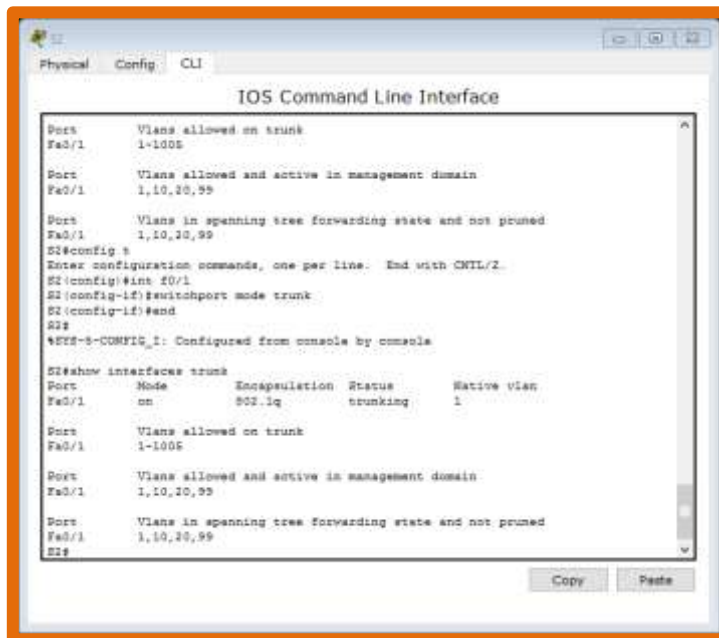 S2
Physical Config CLI
IOS Command Line Interface
Port Vlans allowed on trunk
Fa0/1 1-1005
Port Vlans allowed and active in management domain
Fa0/1 1,10,20,99
Port Vlans in spanning tree forwarding state and not pruned
Fa0/1 1,10,20,99
S2#config t
Enter configuration commands, one per line. End with CNTL/Z.
S2(config)#int f0/1
S2(config-if)#switchport mode trunk
S2(config-if)#end
S2#
%SYS-5-CONFIG_I: Configured from console by console
S2#show interfaces trunk
Port Mode Encapsulation Status Native vlan
Fa0/1 on 802.1q trunking 1
Port Vlans allowed on trunk
Fa0/1 1-1005
Port Vlans allowed and active in management domain
Fa0/1 1,10,20,99
Port Vlans in spanning tree forwarding state and not pruned
Fa0/1 1,10,20,99
S2#
Copy Paste